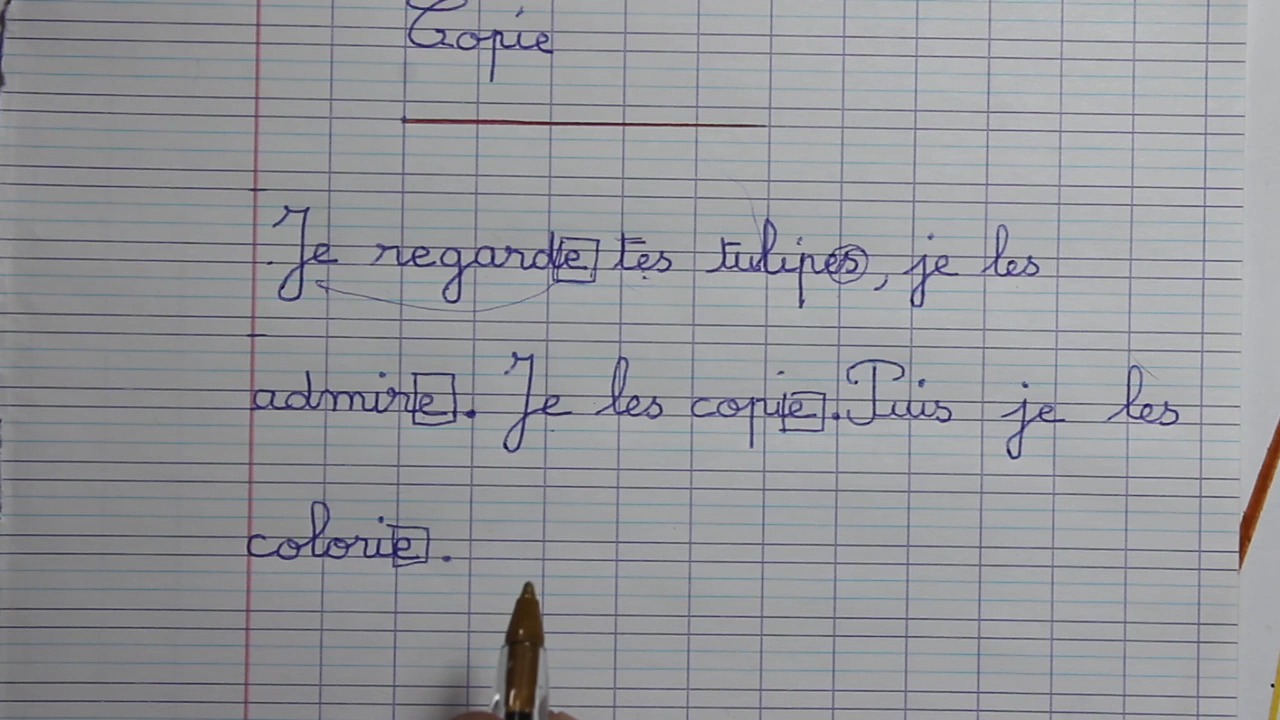 Copie
Je regarde tes tulipes, je les
admire. Je les copie. Puis je les
colorie.